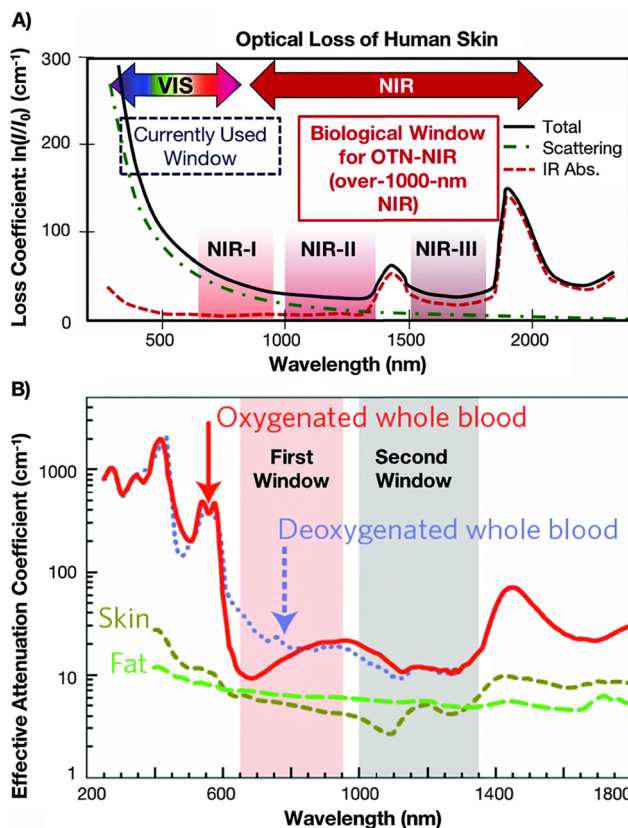 A)
Optical Loss of Human Skin
Loss Coefficient: ln(I/I₀) (cm⁻¹)
300
200
100
0
VIS
NIR
Currently Used
Window
Biological Window
for OTN-NIR
(over-1000-nm
NIR)
Total
Scattering
IR Abs.
NIR-I
NIR-II
NIR-III
500
1000
1500
2000
Wavelength (nm)
B)
Effective Attenuation Coefficient (cm⁻¹)
1000
100
10
1
Oxygenated whole blood
First
Window
Second
Window
Deoxygenated whole blood
Skin
Fat
200
600
1000
1400
1800
Wavelength (nm)